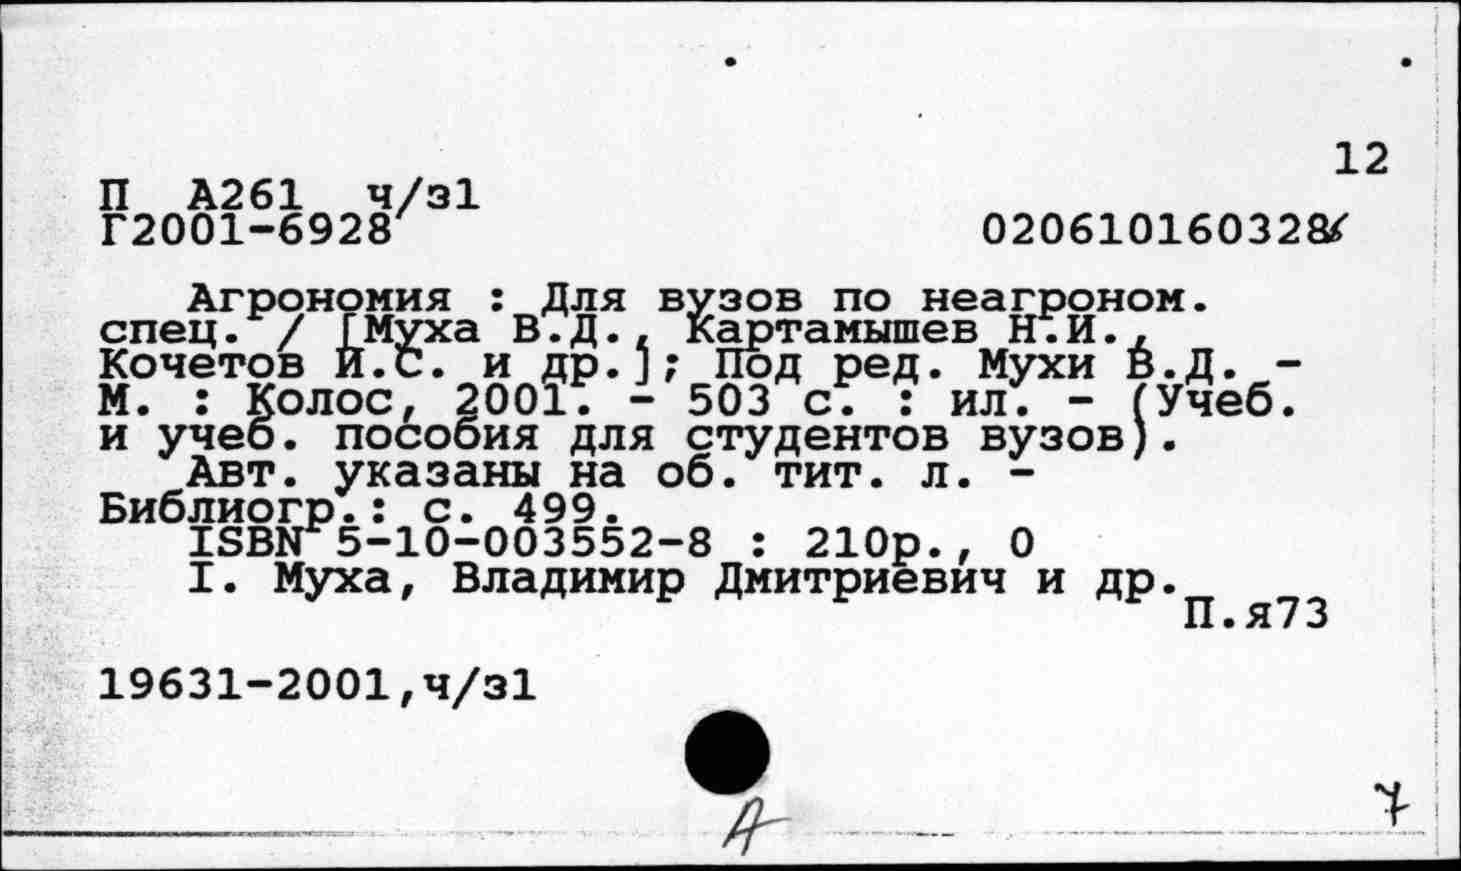 12
П А261 ч/з1
Г2001-6928 020610160328
Агрономия : Для вузов по неагроном.
спец. / [Муха В.Д., Картамышев Н.И.,
Кочетов И.С. и др.]; Под ред. Мухи В.Д. -
М. : Колос, 2001. - 503 с. : ил. - (Учеб.
и учеб. пособия для студентов вузов).
Авт. указаны на об. тит. л. -
Библиогр.: с. 499.
ISBN 5-10-003552-8 : 210р., 0
I. Муха, Владимир Дмитриевич и др.
П.я73
19631-2001,ч/з1
А
7